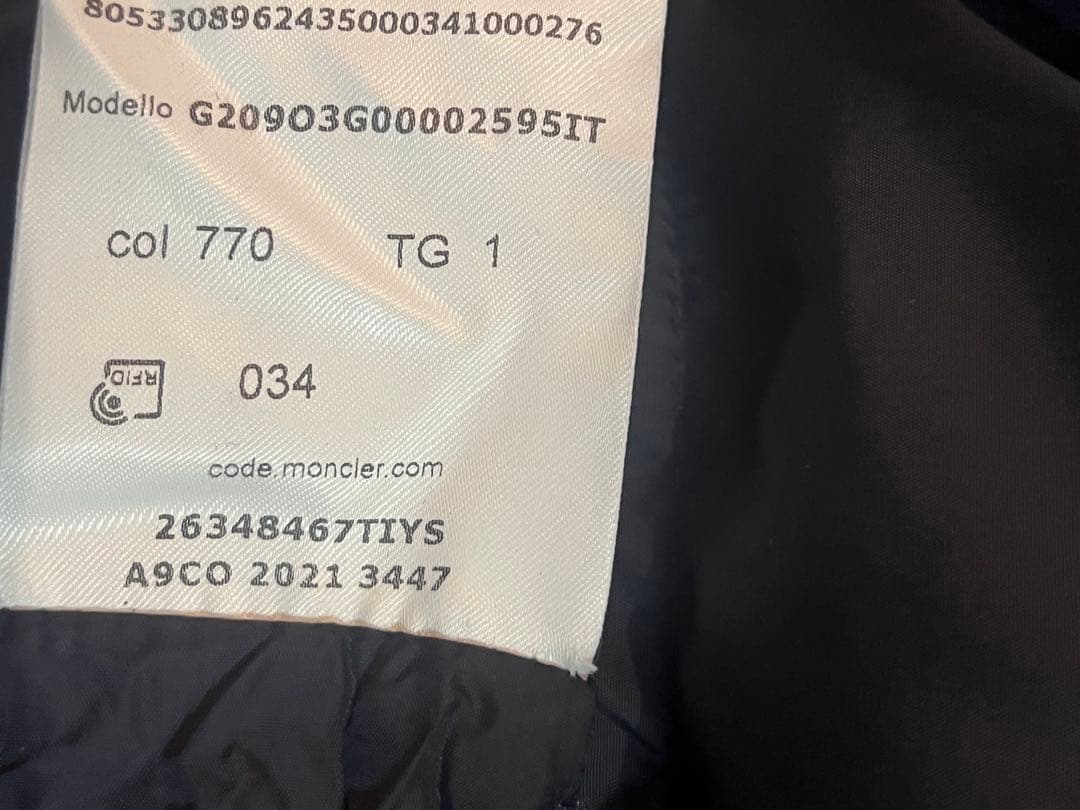 8053308962435000341000276
Modello G20903G00002595IT
col 770 TG 1
RFID 034
code.moncler.com
26348467TIYS
A9CO 2021 3447